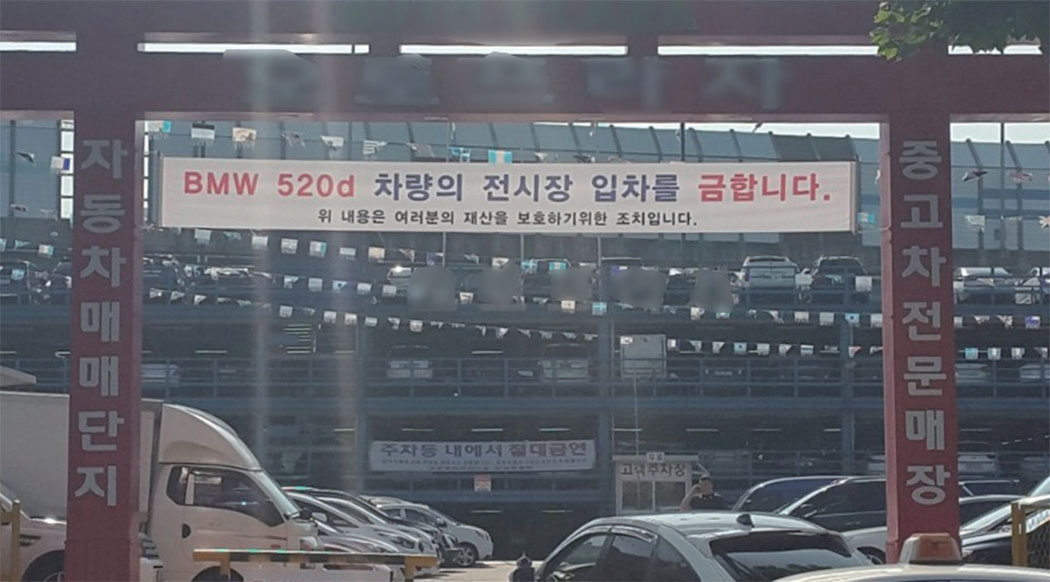 BMW 520d 차량의 전시장 입차를 금합니다.
위 내용은 여러분의 재산을 보호하기위한 조치입니다.
자동차매매단지
중고차전문매장
주차동 내에서 절대금연
고객주차장